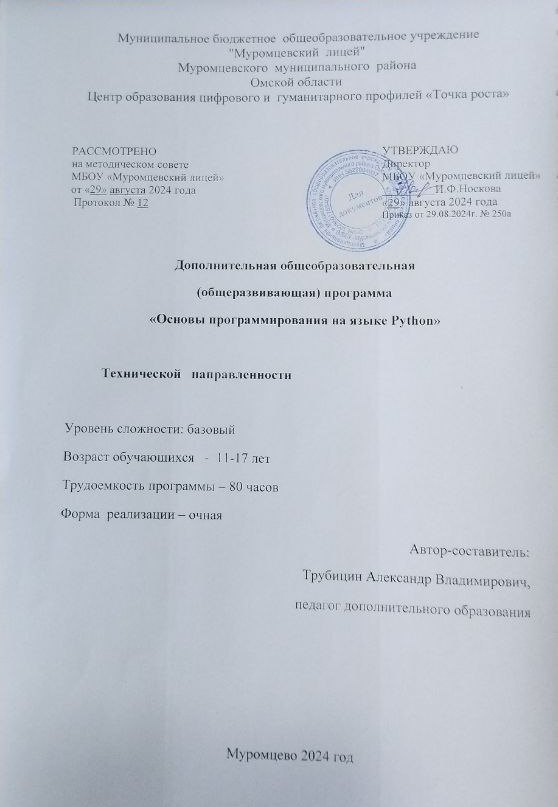 Муниципальное бюджетное общеобразовательное учреждение
"Муромцевский лицей"
Муромцевского муниципального района
Омской области
Центр образования цифрового и гуманитарного профилей «Точка роста»
РАССМОТРЕНО
на методическом совете
МБОУ «Муромцевский лицей»
от «29» августа 2024 года
Протокол № 12
УТВЕРЖДАЮ
Директор
МБОУ «Муромцевский лицей»
И.Ф.Носкова
«29» августа 2024 года
Приказ от 29.08.2024г. № 250в
Для
документов
Дополнительная общеобразовательная
(общеразвивающая) программа
«Основы программирования на языке Python»
Технической направленности
Уровень сложности: базовый
Возраст обучающихся - 11-17 лет
Трудоемкость программы – 80 часов
Форма реализации – очная
Автор-составитель:
Трубицин Александр Владимирович,
педагог дополнительного образования
Муромцево 2024 год